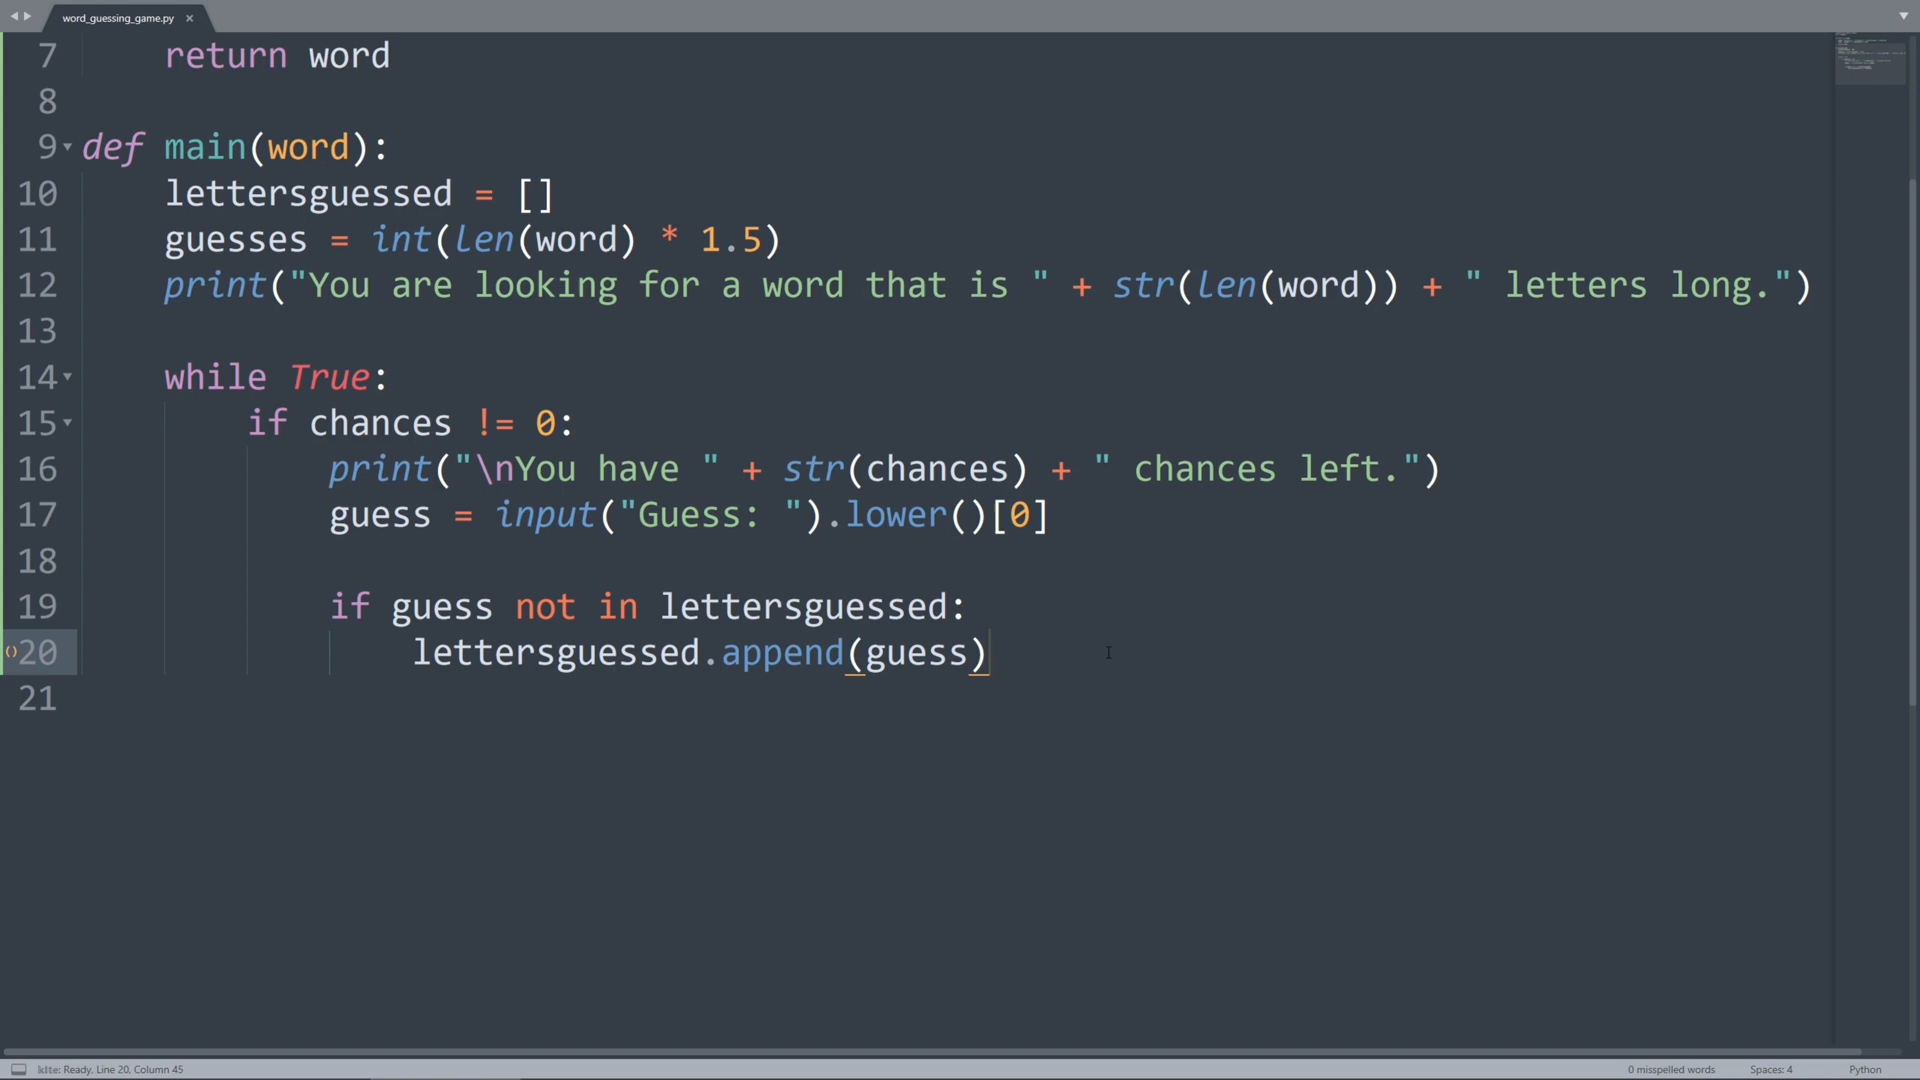 word_guessing_game.py ×
7 return word
8
9 def main(word):
10 lettersguessed = []
11 guesses = int(len(word) * 1.5)
12 print("You are looking for a word that is " + str(len(word)) + " letters long.")
13
14 while True:
15 if chances != 0:
16 print("\nYou have " + str(chances) + " chances left.")
17 guess = input("Guess: ").lower()[0]
18
19 if guess not in lettersguessed:
20 lettersguessed.append(guess)
21
kite: Ready. Line 20, Column 45 0 misspelled words Spaces: 4 Python